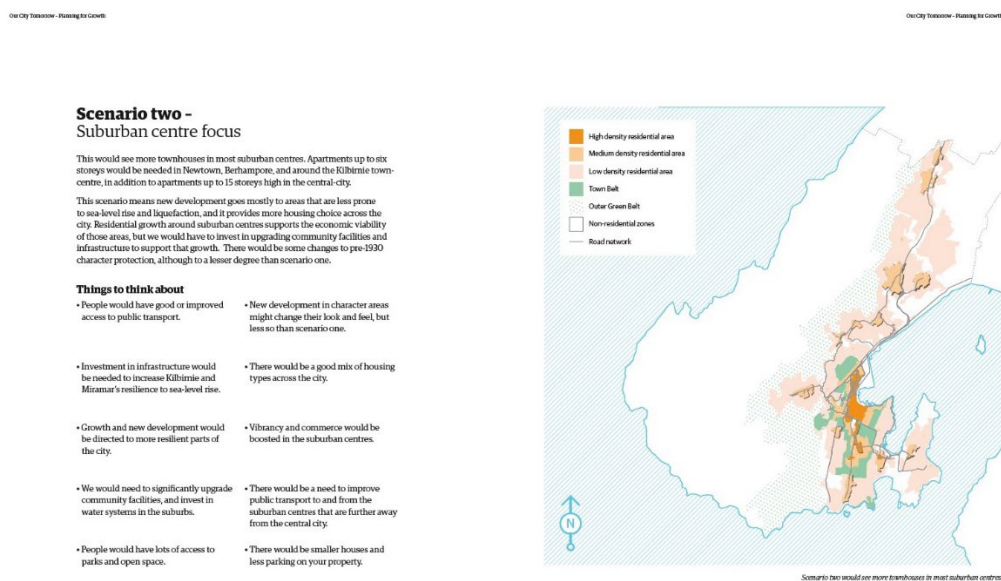 Our City Tomorrow – Planning for Growth
Our City Tomorrow – Planning for Growth
Scenario two –
Suburban centre focus
This would see more townhouses in most suburban centres. Apartments up to six
storeys would be needed in Newtown, Berhampore, and around the Kilbirnie town-
centre, in addition to apartments up to 15 storeys high in the central-city.
This scenario means new development goes mostly to areas that are less prone
to sea-level rise and liquefaction, and it provides more housing choice across the
city. Residential growth around suburban centres supports the economic viability
of those areas, but we would have to invest in upgrading community facilities and
infrastructure to support that growth. There would be some changes to pre-1930
character protection, although to a lesser degree than scenario one.
Things to think about
• People would have good or improved
access to public transport.
• Investment in infrastructure would
be needed to increase Kilbirnie and
Miramar's resilience to sea-level rise.
• Growth and new development would
be directed to more resilient parts of
the city.
• We would need to significantly upgrade
community facilities, and invest in
water systems in the suburbs.
• People would have lots of access to
parks and open space.
• New development in character areas
might change their look and feel, but
less so than scenario one.
• There would be a good mix of housing
types across the city.
• Vibrancy and commerce would be
boosted in the suburban centres.
• There would be a need to improve
public transport to and from the
suburban centres that are further away
from the central city.
• There would be smaller houses and
less parking on your property.
High density residential area
Medium density residential area
Low density residential area
Town Belt
Outer Green Belt
Non-residential zones
Road network
N
Scenario two would see more townhouses in most suburban centres